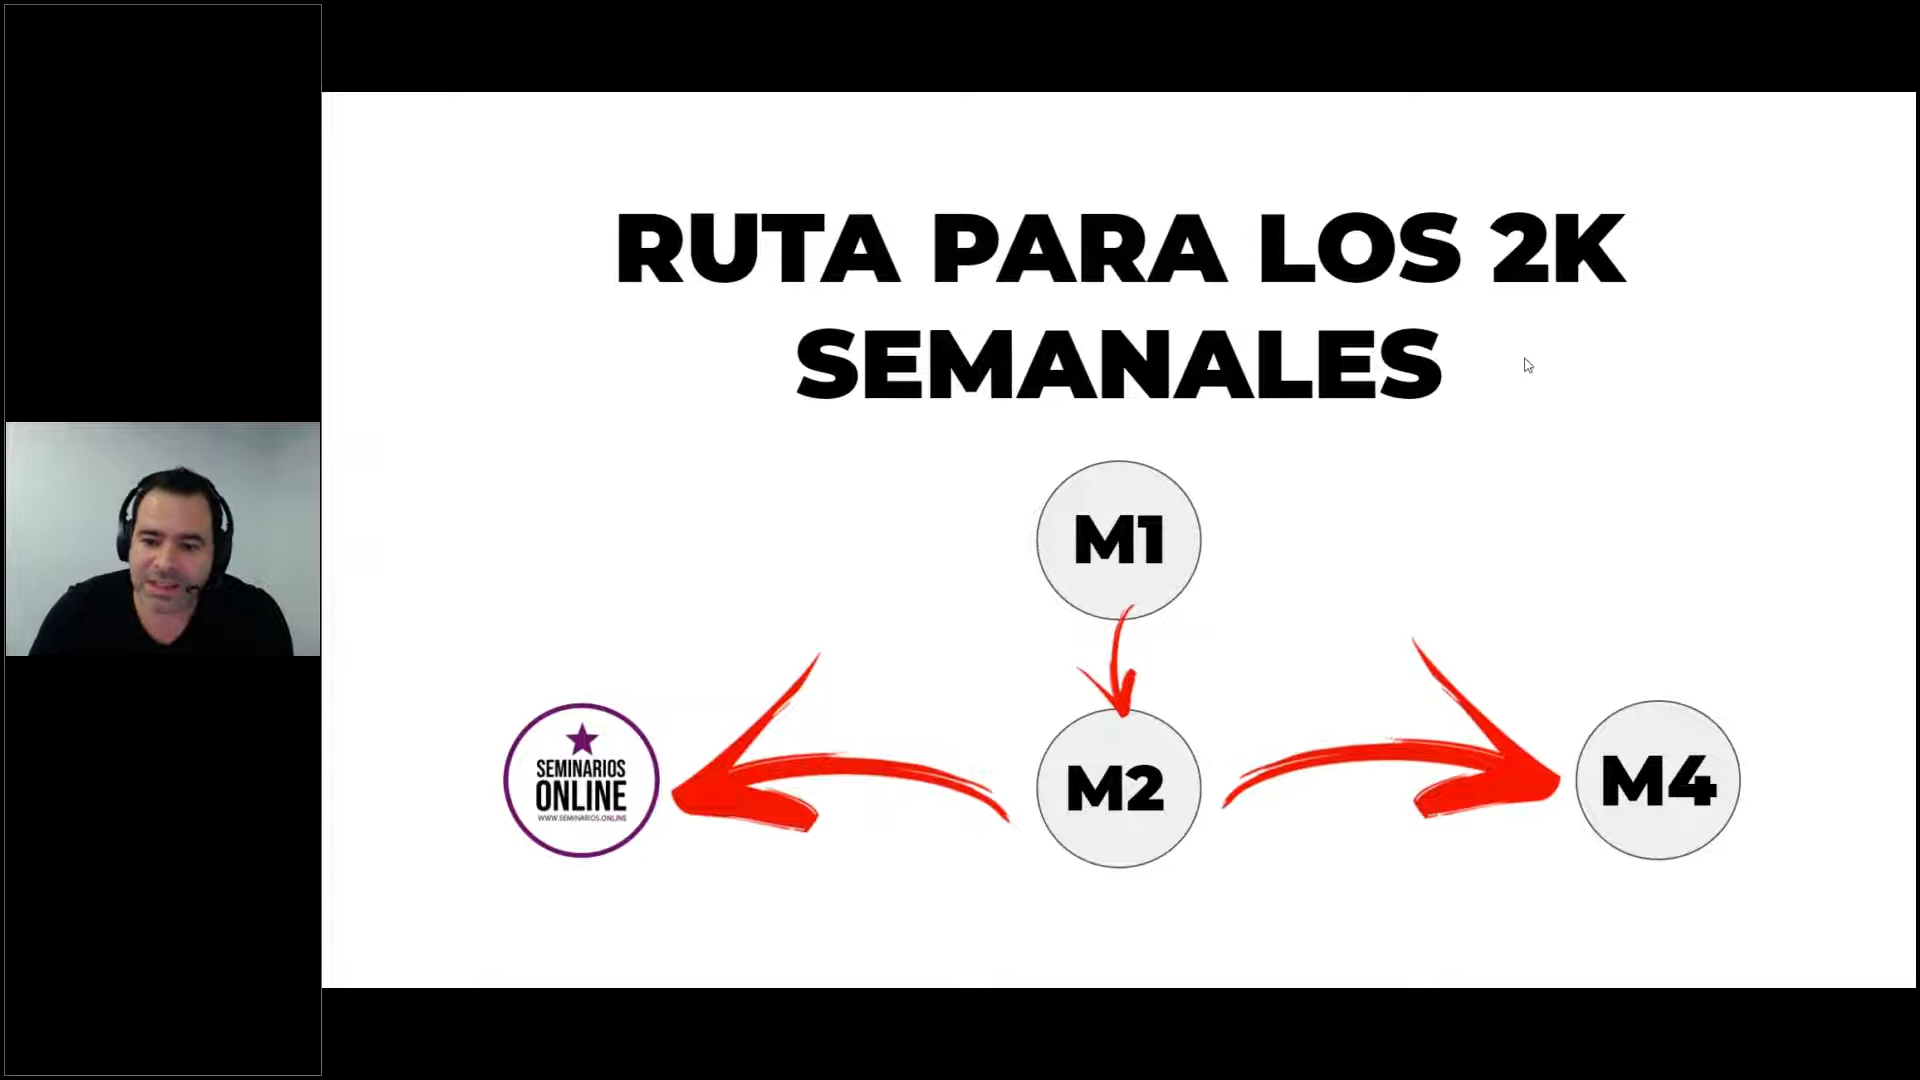 RUTA PARA LOS 2K
SEMANALES
M1
SEMINARIOS
ONLINE
WWW.SEMINARIOS.ONLINE
M2
M4